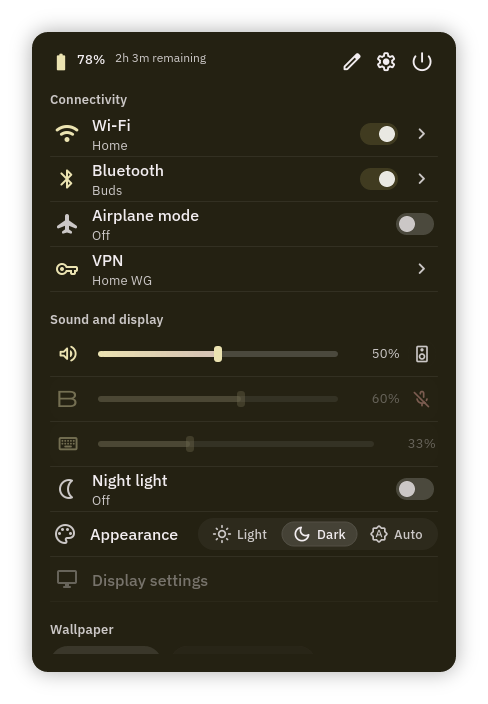 78% 2h 3m remaining
Connectivity
Wi-Fi
Home
Bluetooth
Buds
Airplane mode
Off
VPN
Home WG
Sound and display
50%
60%
33%
Night light
Off
Appearance Light Dark Auto
Display settings
Wallpaper